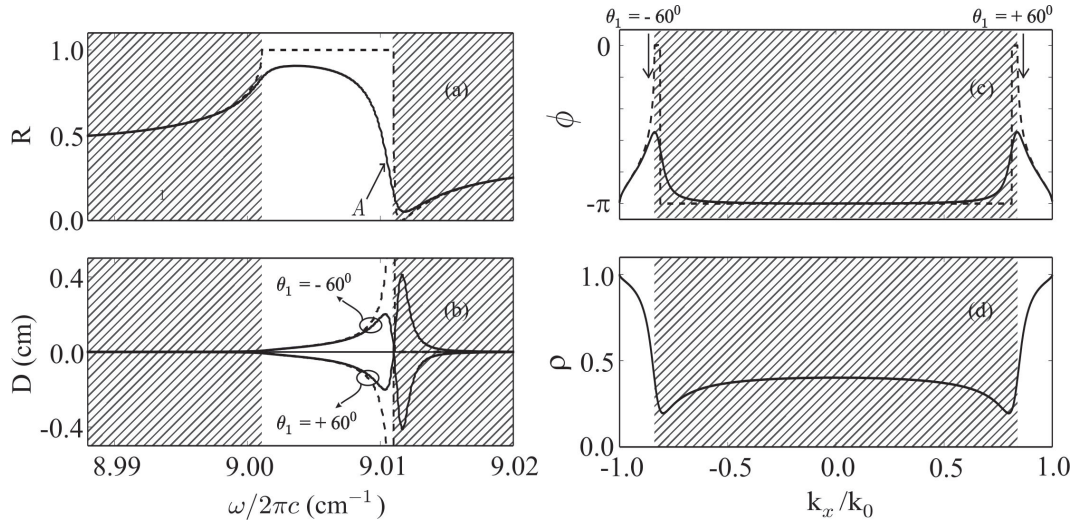 1.0
0.5
0.0
R
(a)
A
1
0.4
0.0
-0.4
D (cm)
(b)
θ₁ = - 60⁰
θ₁ = + 60⁰
8.99
9.00
9.01
9.02
ω/2πc (cm⁻¹)
θ₁ = - 60⁰
θ₁ = + 60⁰
0
-π
ϕ
(c)
1.0
0.5
0.0
ρ
(d)
-1.0
-0.5
0.0
0.5
1.0
kₓ/k₀